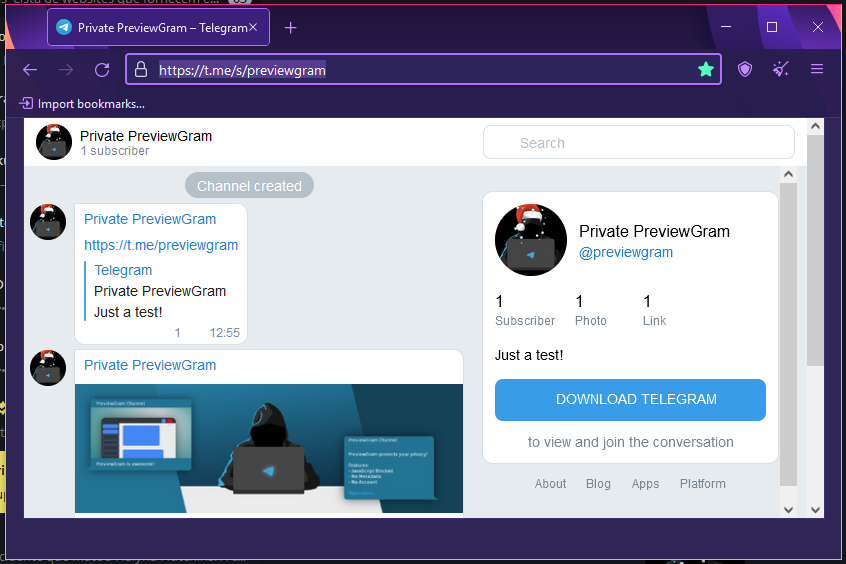 Private PreviewGram – Telegram
https://t.me/s/previewgram
Import bookmarks...
Private PreviewGram
1 subscriber
Search
Channel created
Private PreviewGram
https://t.me/previewgram
Telegram
Private PreviewGram
Just a test!
1 12:55
Private PreviewGram
PreviewGram Channel
PreviewGram is awesome!
PreviewGram Channel
PreviewGram protects your privacy!
Features:
- JavaScript Blocked
- No Metadata
- No Account
Read more...
Private PreviewGram
@previewgram
1 1 1
Subscriber Photo Link
Just a test!
DOWNLOAD TELEGRAM
to view and join the conversation
About Blog Apps Platform